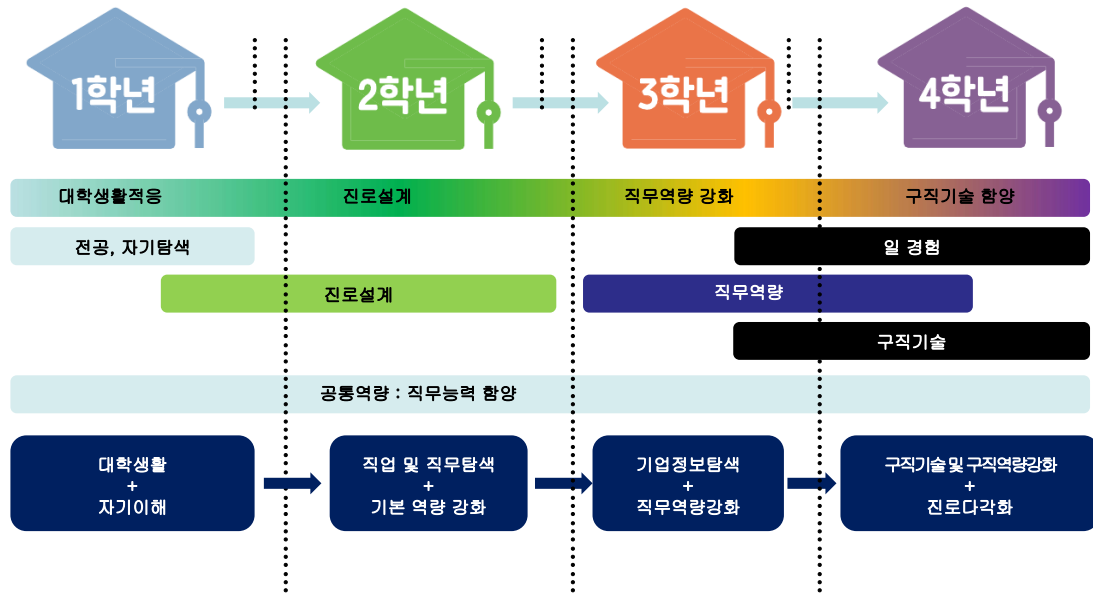 1학년
2학년
3학년
4학년
대학생활적응
진로설계
직무역량 강화
구직기술 함양
전공, 자기탐색
일 경험
진로설계
직무역량
구직기술
공통역량 : 직무능력 함양
대학생활
+
자기이해
직업 및 직무탐색
+
기본 역량 강화
기업정보탐색
+
직무역량강화
구직기술 및 구직역량강화
+
진로다각화